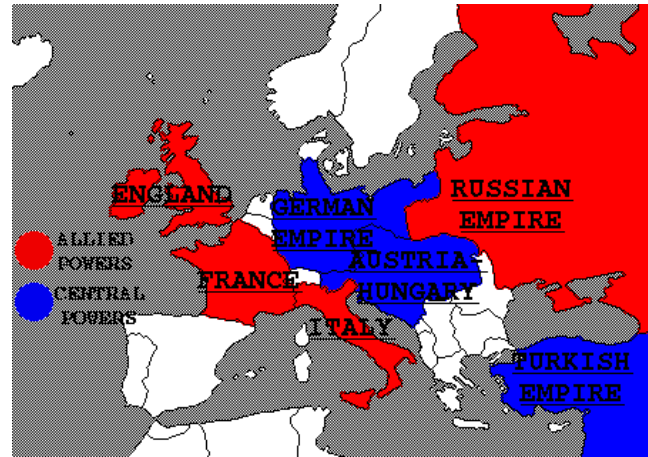 ENGLAND
GERMAN
EMPIRE
RUSSIAN
EMPIRE
ALLIED
POWERS
CENTRAL
POWERS
FRANCE
AUSTRIA-
HUNGARY
ITALY
TURKISH
EMPIRE